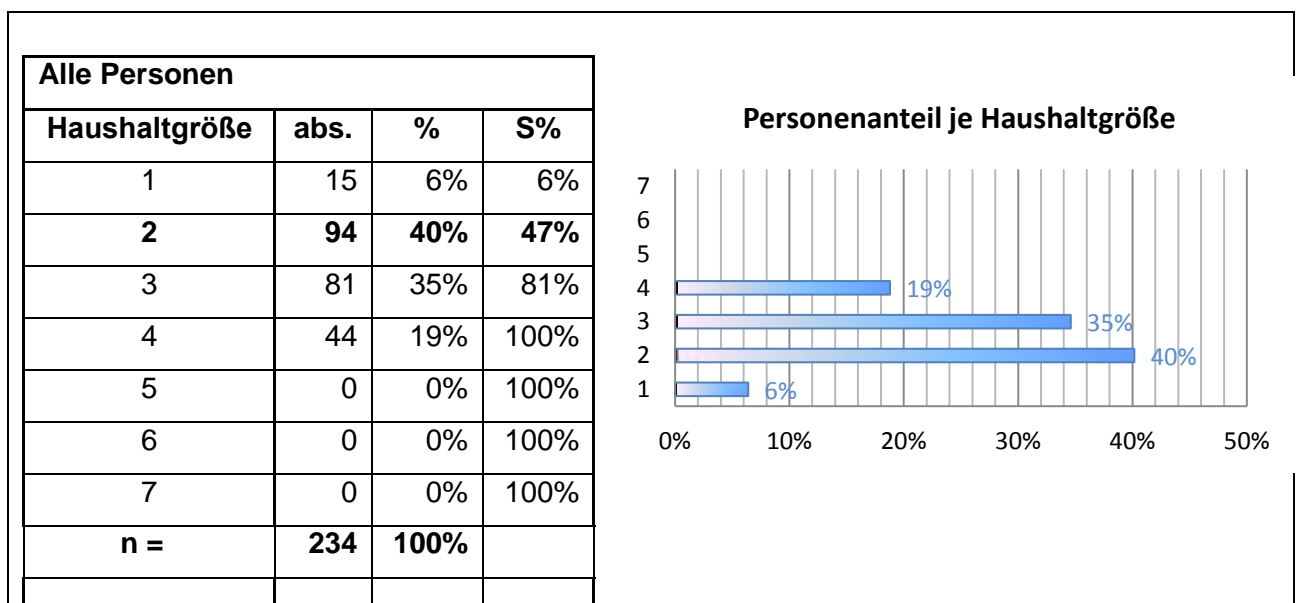 Alle Personen
Haushaltgröße abs. % S%
1 15 6% 6%
2 94 40% 47%
3 81 35% 81%
4 44 19% 100%
5 0 0% 100%
6 0 0% 100%
7 0 0% 100%
n = 234 100%
Personenanteil je Haushaltgröße
7
6
5
4 19%
3 35%
2 40%
1 6%
0% 10% 20% 30% 40% 50%